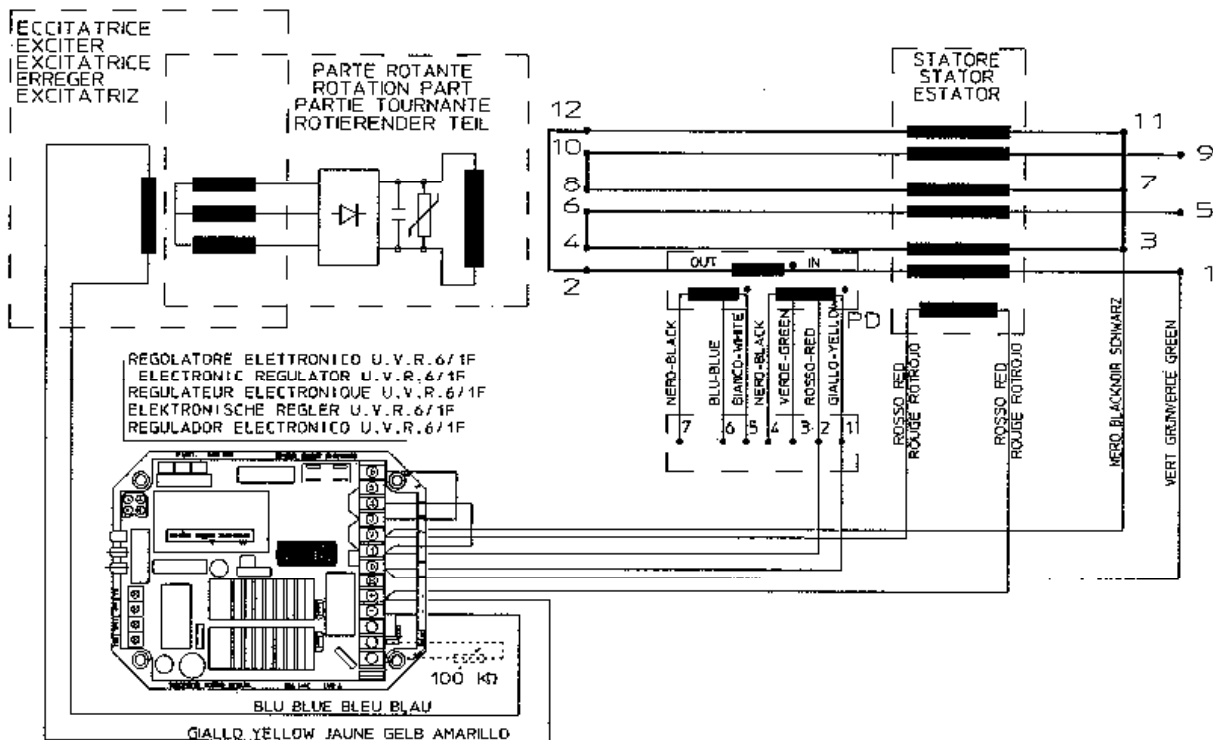 ECCITATRICE
EXCITER
EXCITATRICE
ERREGER
EXCITATRIZ
PARTE ROTANTE
ROTATION PART
PARTIE TOURNANTE
ROTIERENDER TEIL
STATORE
STATOR
ESTATOR
12
11
10
9
8
7
6
5
4
3
2
1
OUT
IN
PD
NERO-BLACK
BLU-BLUE
BIANCO-WHITE
NERO-BLACK
VERDE-GREEN
ROSSO-RED
GIALLO-YELLOW
7 6 5 4 3 2 1
ROSSO RED
ROUGE ROTROJO
ROSSO RED
ROUGE ROTROJO
NERO BLACKNOIR SCHWARZ
VERT GRUNVERDE GREEN
REGOLATORE ELETTRONICO U.V.R.6/1F
ELECTRONIC REGULATOR U.V.R.6/1F
REGULATEUR ELECTRONIQUE U.V.R.6/1F
ELEKTRONISCHE REGLER U.V.R.6/1F
REGULADOR ELECTRONICO U.V.R.6/1F
100 KΩ
BLU BLUE BLEU BLAU
GIALLO YELLOW JAUNE GELB AMARILLO